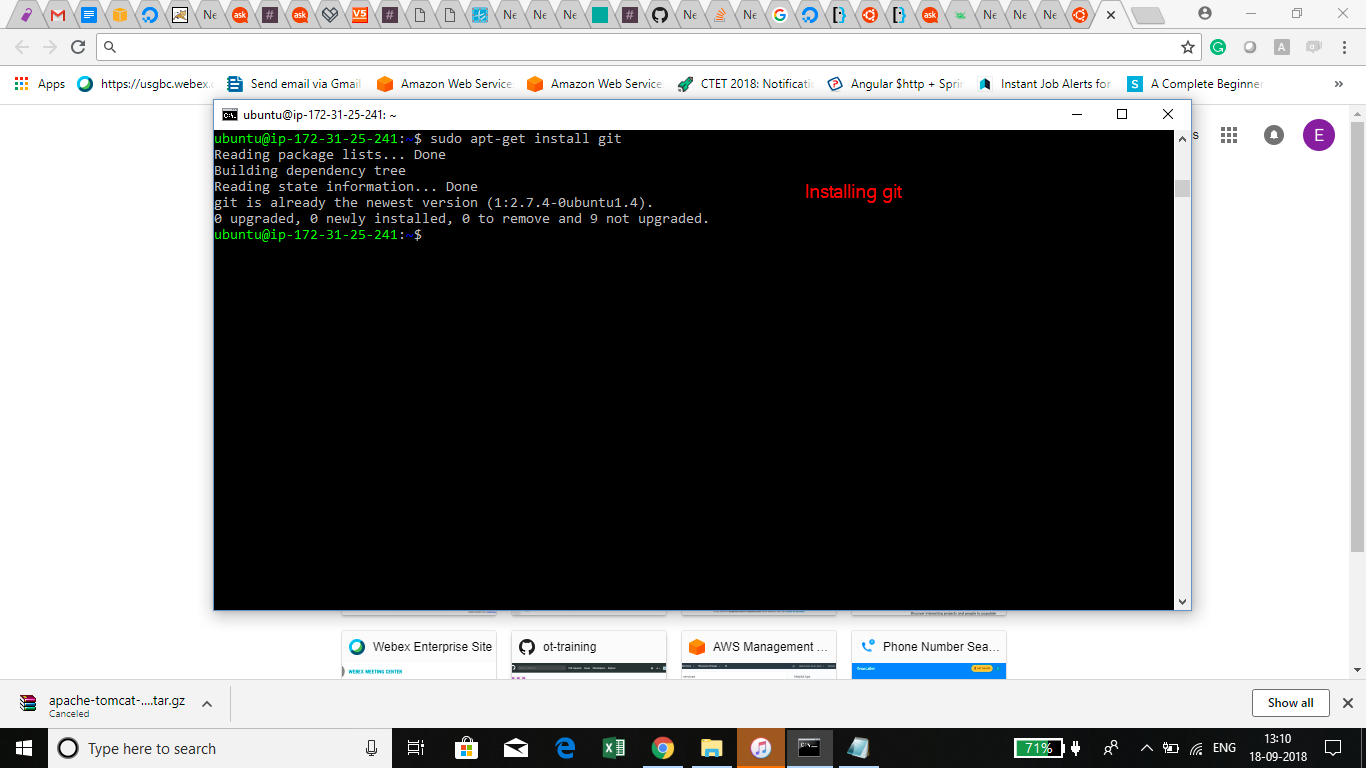 Ne
ask
#
ask
V5
#
Ne
Ne
Ne
Ne
#
Ne
Ne
ask
Ne
Ne
Ne
Apps
https://usgbc.webex.c
Send email via Gmail
Amazon Web Service
Amazon Web Service
CTET 2018: Notificati
Angular $http + Sprin
Instant Job Alerts for
S
A Complete Beginner
»
ubuntu@ip-172-31-25-241: ~
s
E
ubuntu@ip-172-31-25-241:~$ sudo apt-get install git
Reading package lists... Done
Building dependency tree
Reading state information... Done
Installing git
git is already the newest version (1:2.7.4-0ubuntu1.4).
0 upgraded, 0 newly installed, 0 to remove and 9 not upgraded.
ubuntu@ip-172-31-25-241:~$
Webex Enterprise Site
ot-training
AWS Management ...
Phone Number Sea...
WEBEX MEETING CENTER
apache-tomcat-....tar.gz
Canceled
Show all
Type here to search
71%
ENG
13:10
18-09-2018